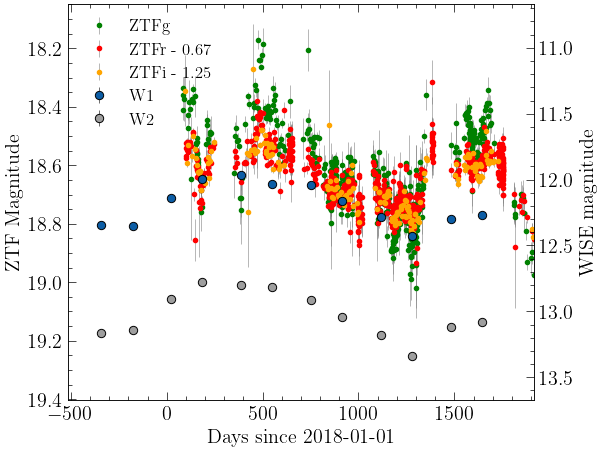 ZTFg
ZTFr - 0.67
ZTFi - 1.25
W1
W2
18.2
18.4
18.6
18.8
19.0
19.2
19.4
11.0
11.5
12.0
12.5
13.0
13.5
−500
0
500
1000
1500
ZTF Magnitude
WISE magnitude
Days since 2018-01-01